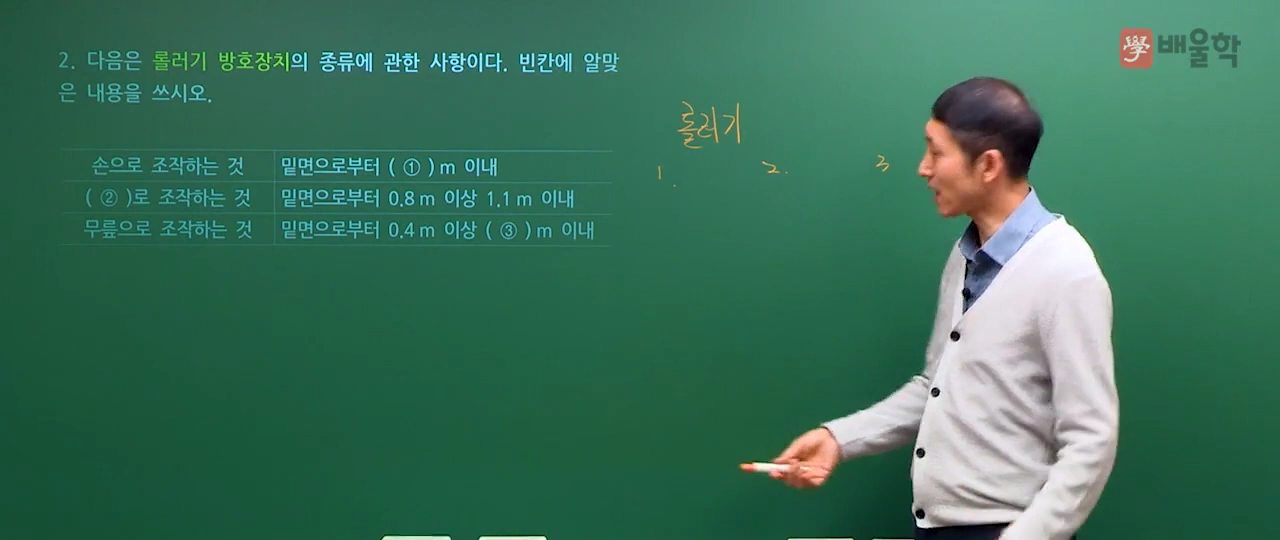 學 배울학
2. 다음은 롤러기 방호장치의 종류에 관한 사항이다. 빈칸에 알맞
은 내용을 쓰시오.
롤러기
1. 2. 3
손으로 조작하는 것 밑면으로부터 ( ① ) m 이내
( ② )로 조작하는 것 밑면으로부터 0.8 m 이상 1.1 m 이내
무릎으로 조작하는 것 밑면으로부터 0.4 m 이상 ( ③ ) m 이내